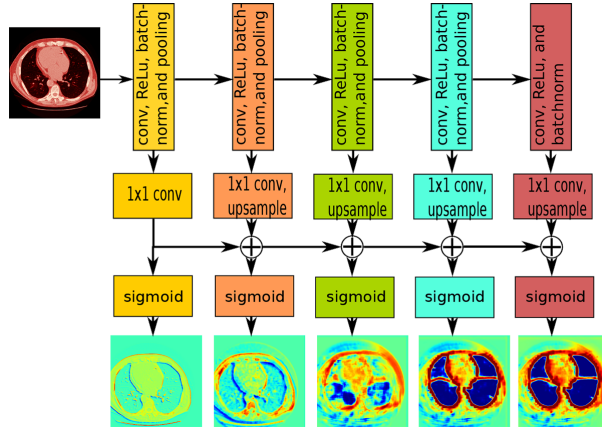 conv, ReLu, batch-
norm,and pooling
conv, ReLu, batch-
norm,and pooling
conv, ReLu, batch-
norm,and pooling
conv, ReLu, batch-
norm,and pooling
conv, ReLu, and
batchnorm
1x1 conv
1x1 conv,
upsample
1x1 conv,
upsample
1x1 conv,
upsample
1x1 conv,
upsample
sigmoid
sigmoid
sigmoid
sigmoid
sigmoid